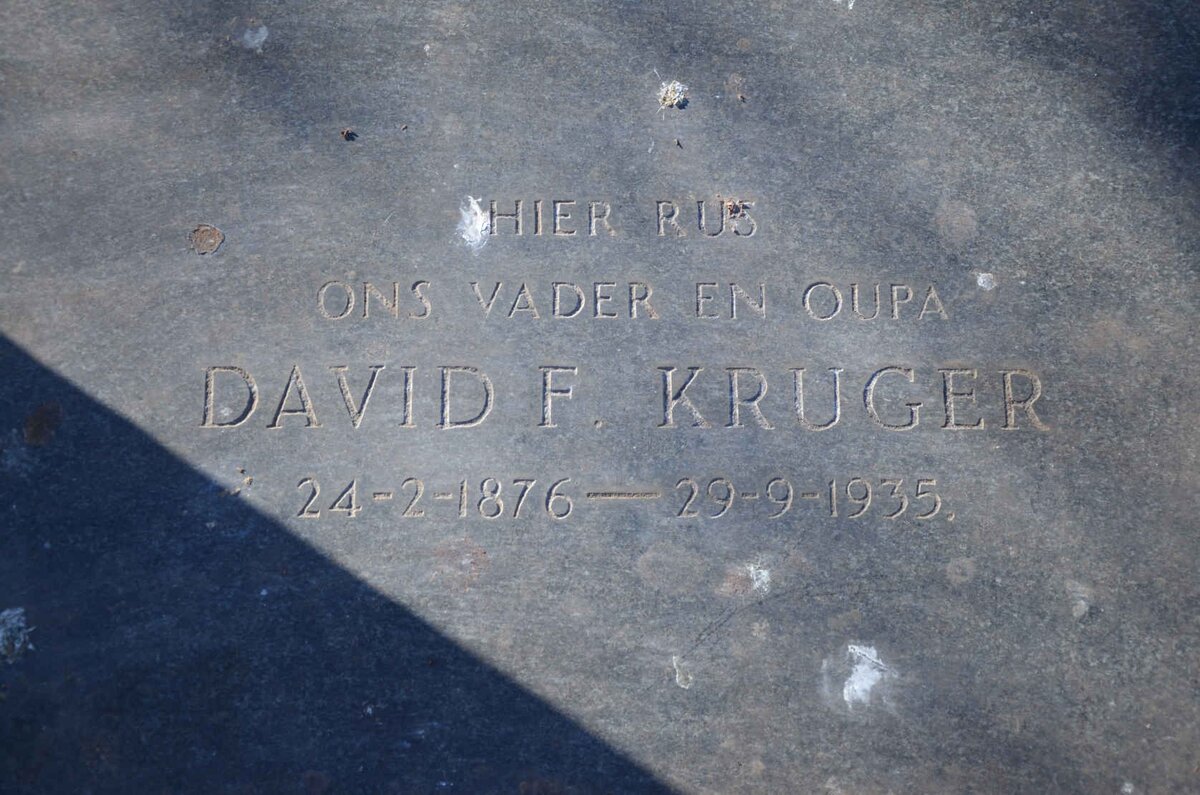 HIER RUS
ONS VADER EN OUPA
DAVID F. KRUGER
24-2-1876 — 29-9-1935.